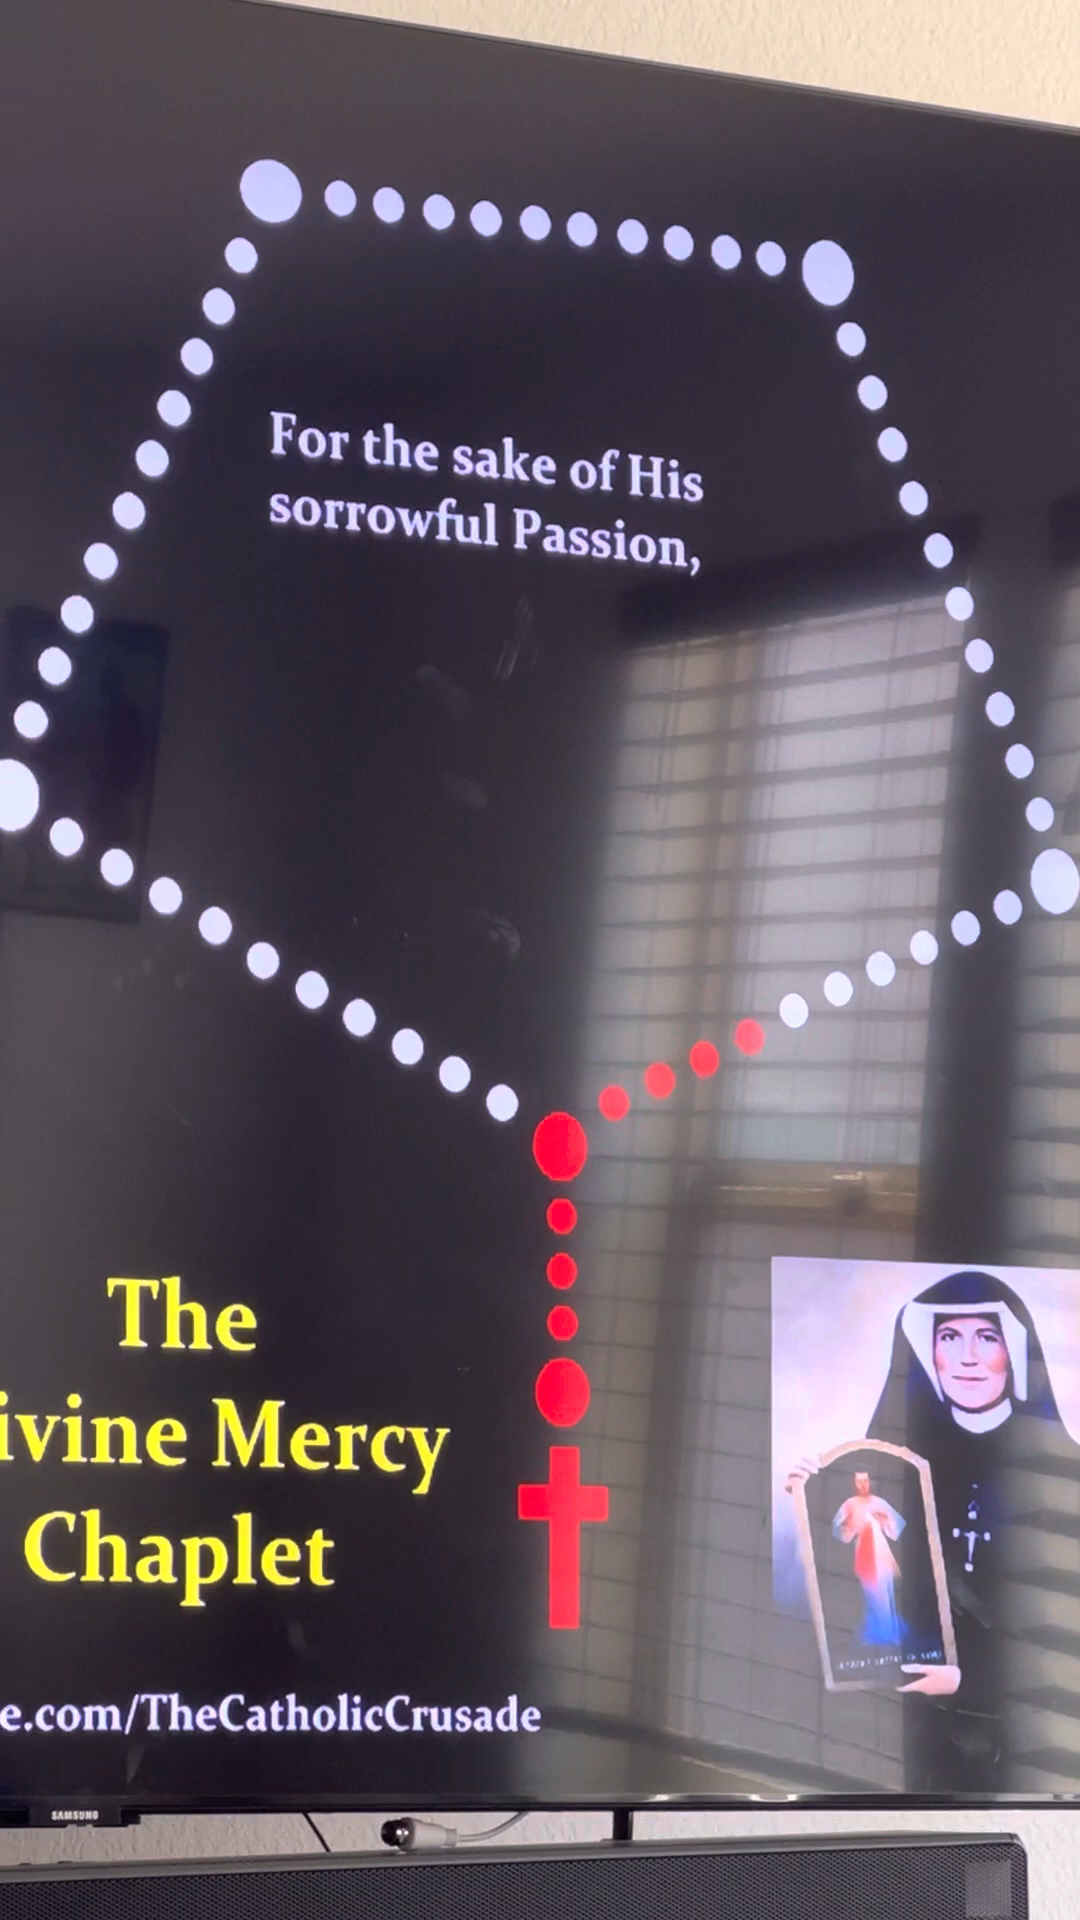 For the sake of His
sorrowful Passion,
The
ivine Mercy
Chaplet
e.com/TheCatholicCrusade
SAMSUNG